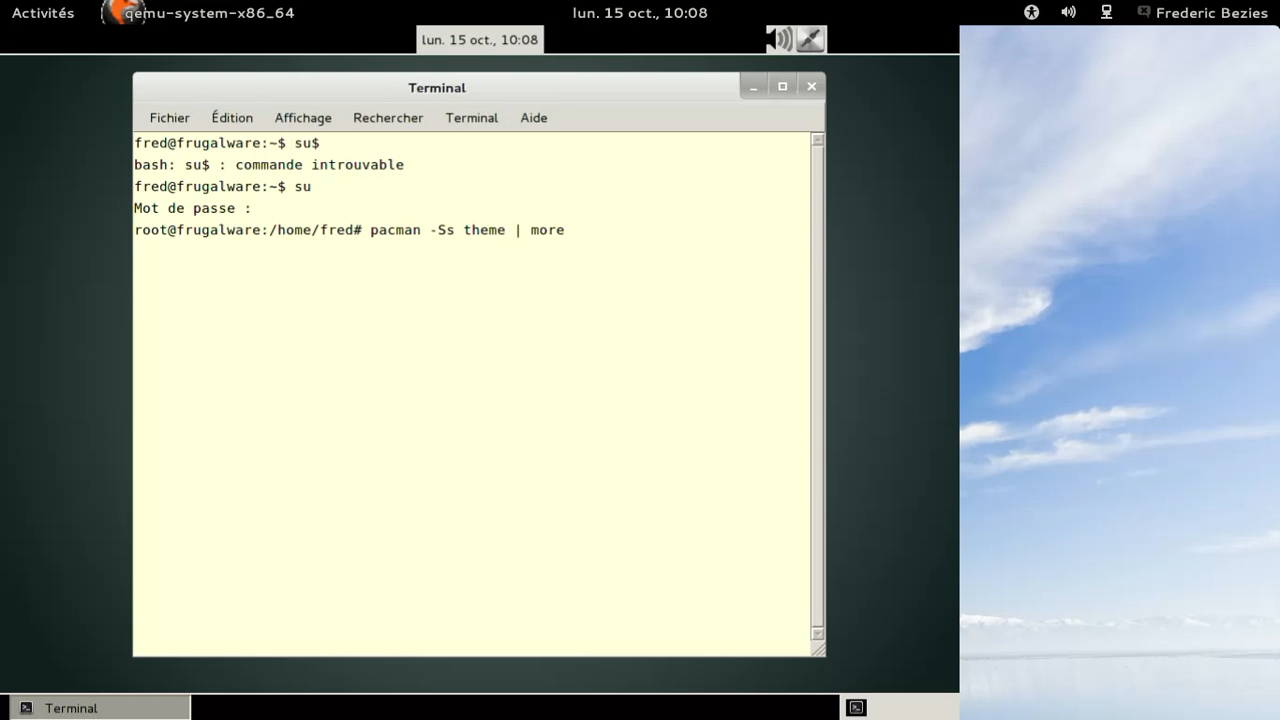 Activités qemu-system-x86_64 lun. 15 oct., 10:08 Frederic Bezies
lun. 15 oct., 10:08
Terminal
Fichier Édition Affichage Rechercher Terminal Aide
fred@frugalware:~$ su$
bash: su$ : commande introuvable
fred@frugalware:~$ su
Mot de passe :
root@frugalware:/home/fred# pacman -Ss theme | more
Terminal